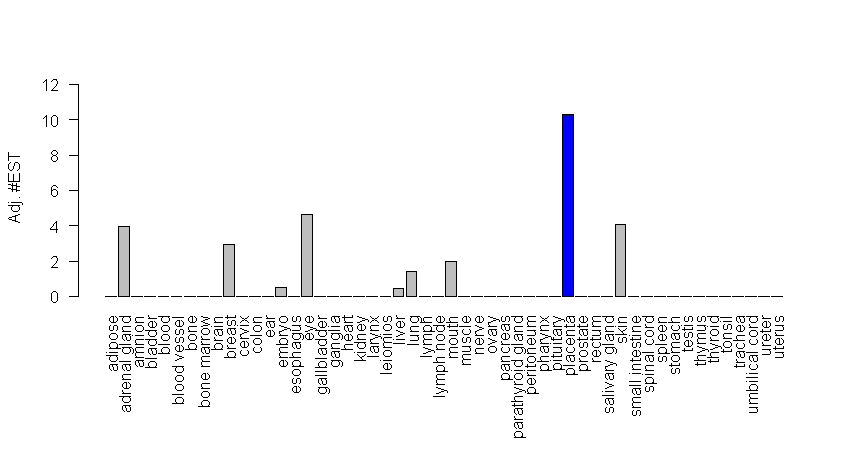 Adj. #EST
12
10
8
6
4
2
0
adipose
adrenal gland
amnion
bladder
blood
blood vessel
bone
bone marrow
brain
breast
cervix
colon
ear
embryo
esophagus
eye
gallbladder
ganglia
heart
kidney
larynx
leiomios
liver
lung
lymph
lymph node
mouth
muscle
nerve
ovary
pancreas
parathyroid gland
peritoneum
pharynx
pituitary
placenta
prostate
rectum
salivary gland
skin
small intestine
spinal cord
spleen
stomach
testis
thymus
thyroid
tonsil
trachea
umbilical cord
ureter
uterus